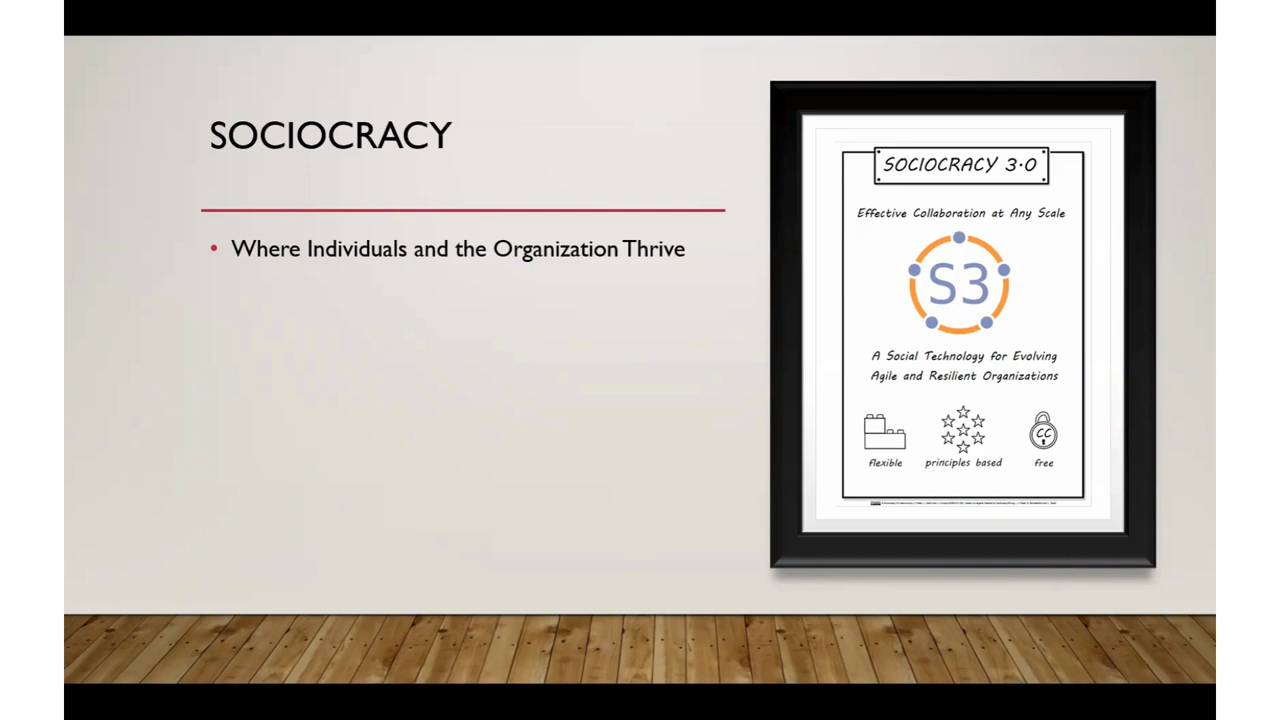 SOCIOCRACY
• Where Individuals and the Organization Thrive
SOCIOCRACY 3.0
Effective Collaboration at Any Scale
S3
A Social Technology for Evolving
Agile and Resilient Organizations
CC
flexible principles based free